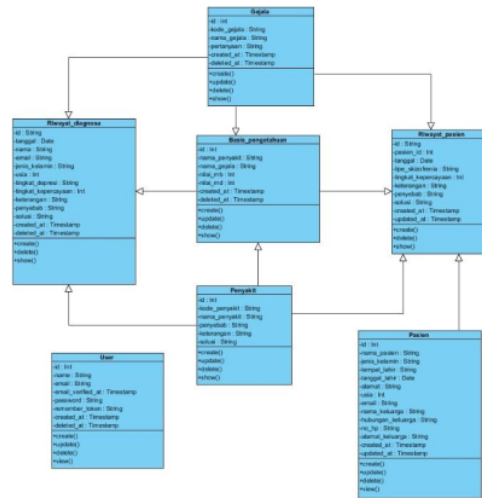 Gejala
-id : Int
-kode_gejala : String
-nama_gejala : String
-pertanyaan : String
-created_at : Timestamp
-deleted_at : Timestamp
+create()
+update()
+delete()
+show()
Riwayat_diagnosa
-id : String
-tanggal : Date
-nama : String
-email : String
-jenis_kelamin : String
-usia : Int
-tingkat_depresi : String
-tingkat_kepercayaan : Int
-keterangan : String
-penyebab : String
-solusi : String
-created_at : Timestamp
-deleted_at : Timestamp
+create()
+delete()
+show()
Basis_pengetahuan
-id : Int
-nama_penyakit : String
-nama_gejala : String
-nilai_mb : Int
-nilai_md : Int
-created_at : Timestamp
-deleted_at : Timestamp
+create()
+update()
+delete()
+show()
Riwayat_pasien
-id : String
-pasien_id : Int
-tanggal : Date
-tipe_skizofrenia : String
-tingkat_kepercayaan : Int
-keterangan : String
-penyebab : String
-solusi : String
-created_at : Timestamp
-updated_at : Timestamp
+create()
+delete()
+show()
Penyakit
-id : Int
-kode_penyakit : String
-nama_penyakit : String
-penyebab : String
-keterangan : String
-solusi : String
+create()
+update()
+delete()
+show()
User
-id : Int
-name : String
-email : String
-email_verified_at : Timestamp
-password : String
-remember_token : String
-created_at : Timestamp
-deleted_at : Timestamp
+create()
+update()
+delete()
+view()
Pasien
-id : Int
-nama_pasien : String
-jenis_kelamin : String
-tempat_lahir : String
-tanggal_lahir : Date
-alamat : String
-usia : Int
-email : String
-nama_keluarga : String
-hubungan_keluarga : String
-no_hp : String
-alamat_keluarga : String
-created_at : Timestamp
-updated_at : Timestamp
+create()
+update()
+delete()
+view()